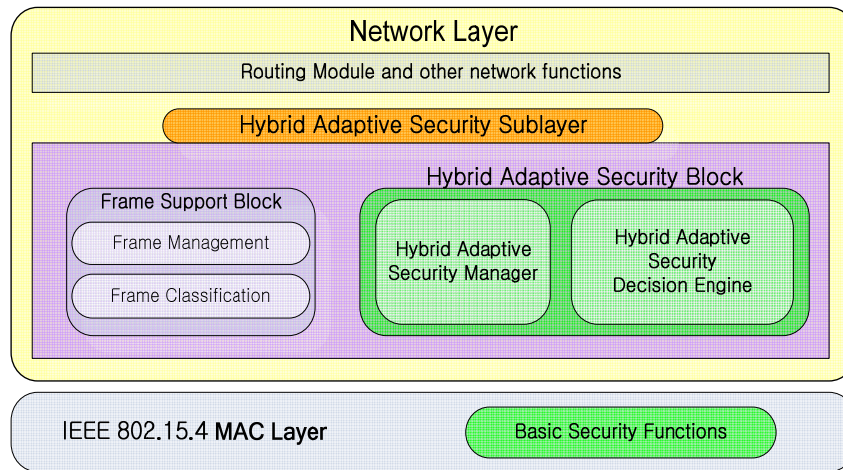 Network Layer
Routing Module and other network functions
Hybrid Adaptive Security Sublayer
Hybrid Adaptive Security Block
Frame Support Block
Frame Management
Frame Classification
Hybrid Adaptive
Security Manager
Hybrid Adaptive
Security
Decision Engine
IEEE 802.15.4 MAC Layer
Basic Security Functions